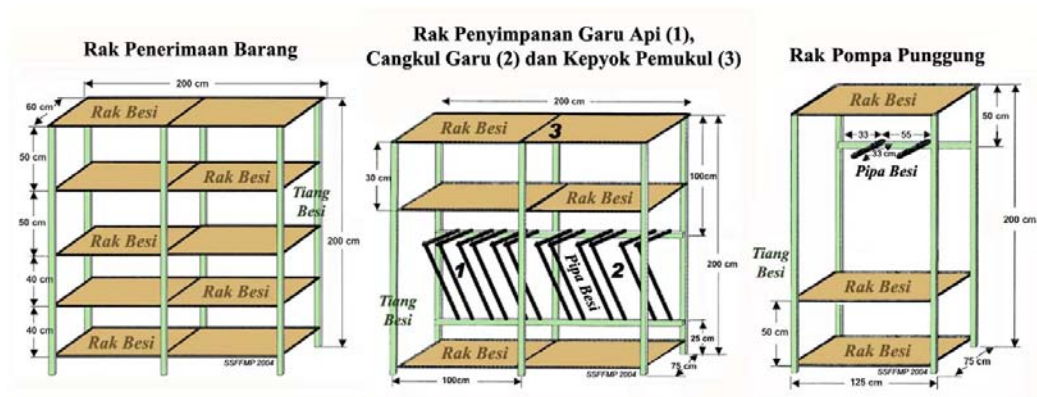 Rak Penerimaan Barang
200 cm
60 cm
Rak Besi
50 cm
Rak Besi
Tiang
Besi
50 cm
Rak Besi
200 cm
40 cm
Rak Besi
40 cm
Rak Besi
SSFFMP 2004
Rak Penyimpanan Garu Api (1),
Cangkul Garu (2) dan Kepyok Pemukul (3)
200 cm
Rak Besi
3
30 cm
100cm
Rak Besi
1
Pipa Besi
2
200 cm
Tiang
Besi
25 cm
Rak Besi
SSFFMP 2004
75 cm
100cm
Rak Pompa Punggung
Rak Besi
50 cm
33
55
33 cm
Pipa Besi
200 cm
Tiang
Besi
Rak Besi
50 cm
Rak Besi
SSFFMP 2004
75 cm
125 cm